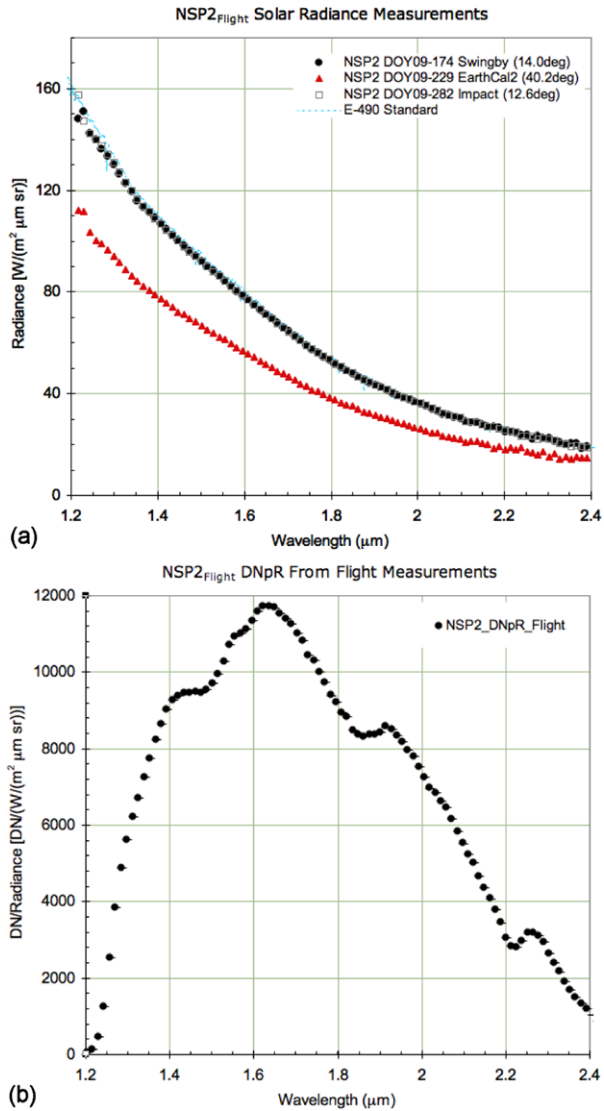 NSP2Flight Solar Radiance Measurements
NSP2 DOY09-174 Swingby (14.0deg)
NSP2 DOY09-229 EarthCal2 (40.2deg)
NSP2 DOY09-282 Impact (12.6deg)
E-490 Standard
160
120
80
40
0
Radiance [W/(m² µm sr)]
1.2 1.4 1.6 1.8 2 2.2 2.4
Wavelength (µm)
(a)
NSP2Flight DNpR From Flight Measurements
NSP2_DNpR_Flight
12000
10000
8000
6000
4000
2000
0
DN/Radiance [DN/(W/(m² µm sr))]
1.2 1.4 1.6 1.8 2 2.2 2.4
Wavelength (µm)
(b)